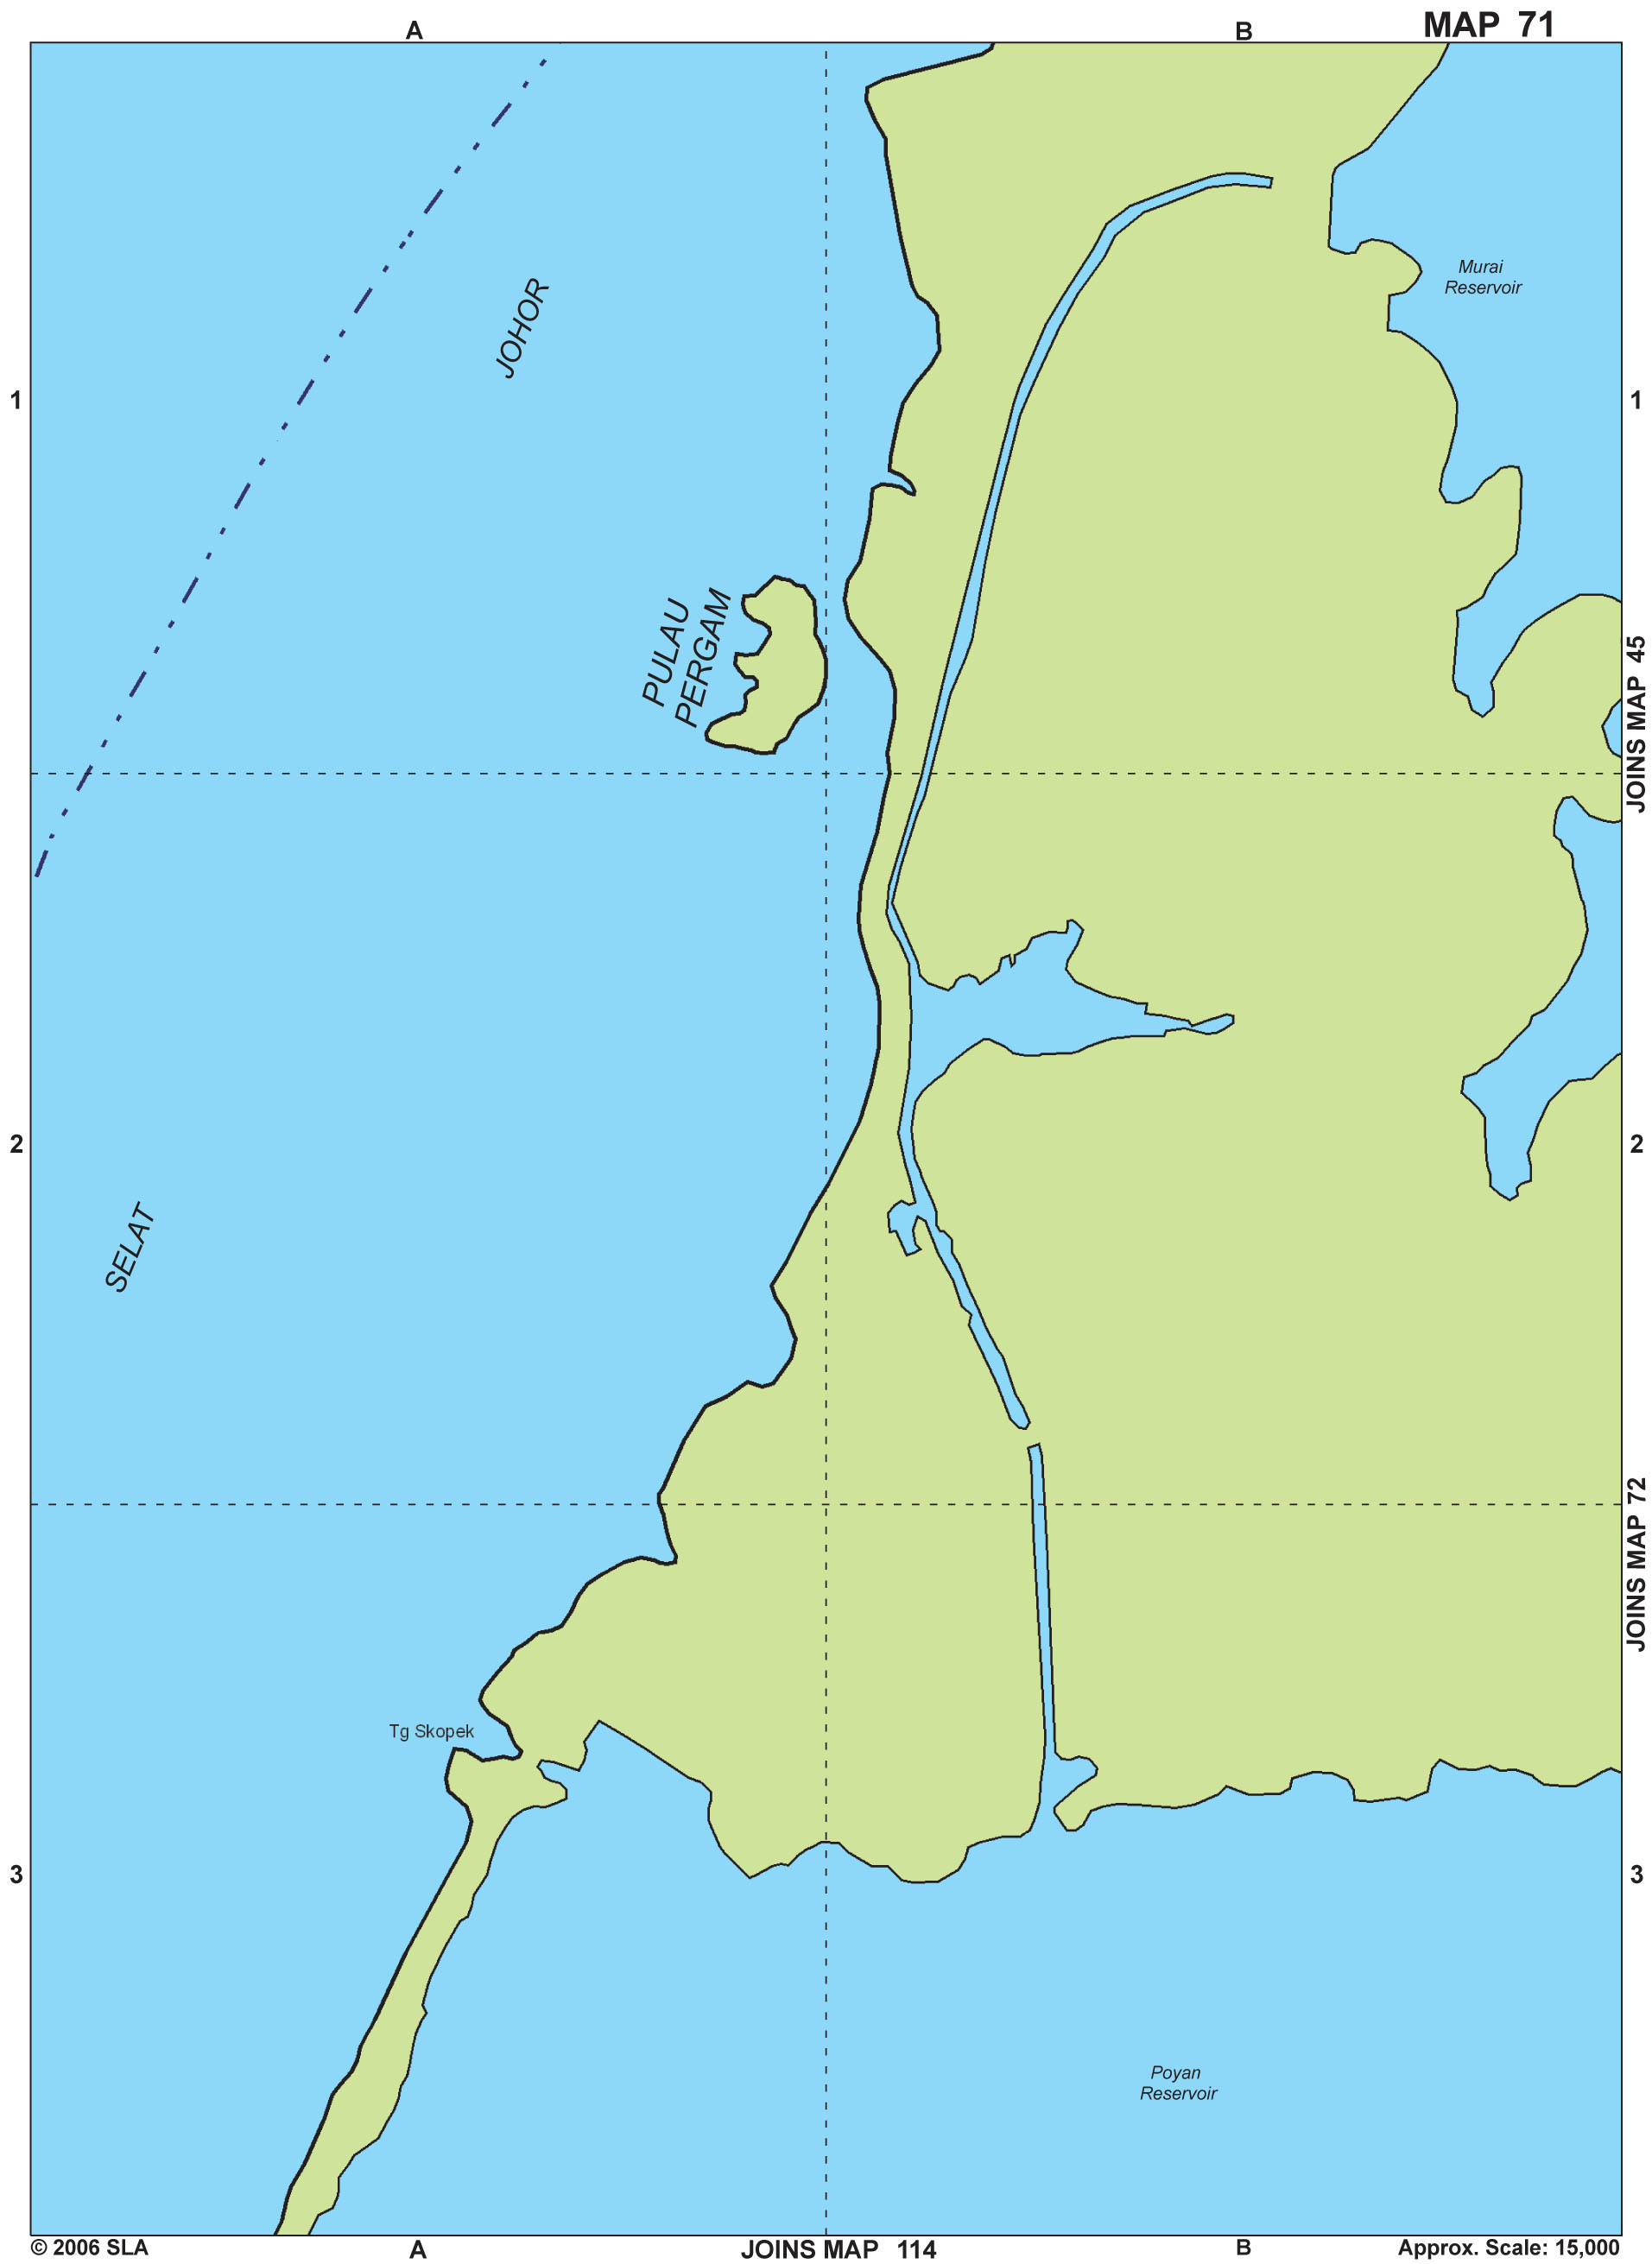 MAP 71
A
B
Murai
Reservoir
JOHOR
1
1
PULAU
PERGAM
JOINS MAP 45
2
2
SELAT
JOINS MAP 72
Tg Skopek
3
3
Poyan
Reservoir
© 2006 SLA
A
JOINS MAP 114
B
Approx. Scale: 15,000